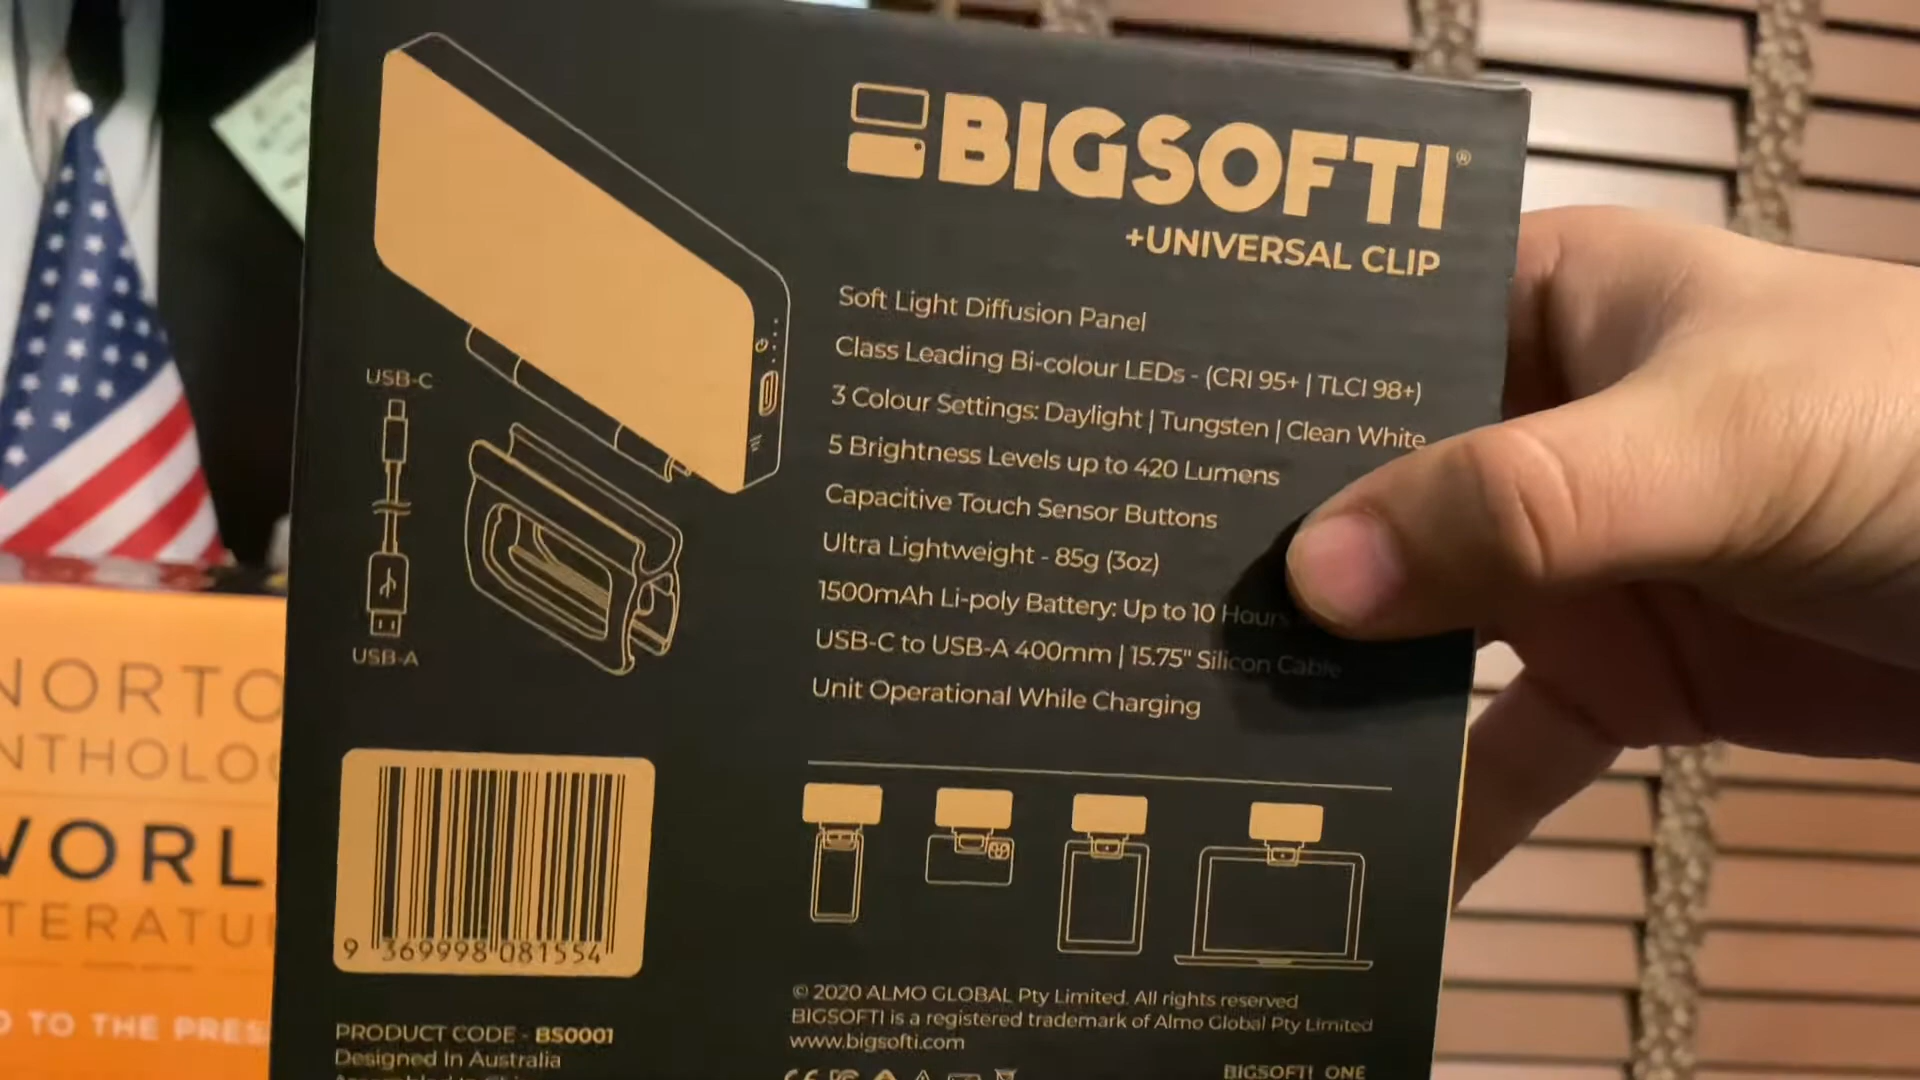 BIGSOFTI®
+UNIVERSAL CLIP
Soft Light Diffusion Panel
Class Leading Bi-colour LEDs - (CRI 95+ | TLCI 98+)
3 Colour Settings: Daylight | Tungsten | Clean White
5 Brightness Levels up to 420 Lumens
Capacitive Touch Sensor Buttons
Ultra Lightweight - 85g (3oz)
1500mAh Li-poly Battery: Up to 10 Hours
USB-C to USB-A 400mm | 15.75" Silicon Cable
Unit Operational While Charging
USB-C
USB-A
9 369998 081554
PRODUCT CODE - BS0001
Designed In Australia
© 2020 ALMO GLOBAL Pty Limited. All rights reserved
BIGSOFTI is a registered trademark of Almo Global Pty Limited
www.bigsofti.com
BIGSOFTI ONE
NORTO
NTHOLOG
WORL
TERATU
TO THE PRES